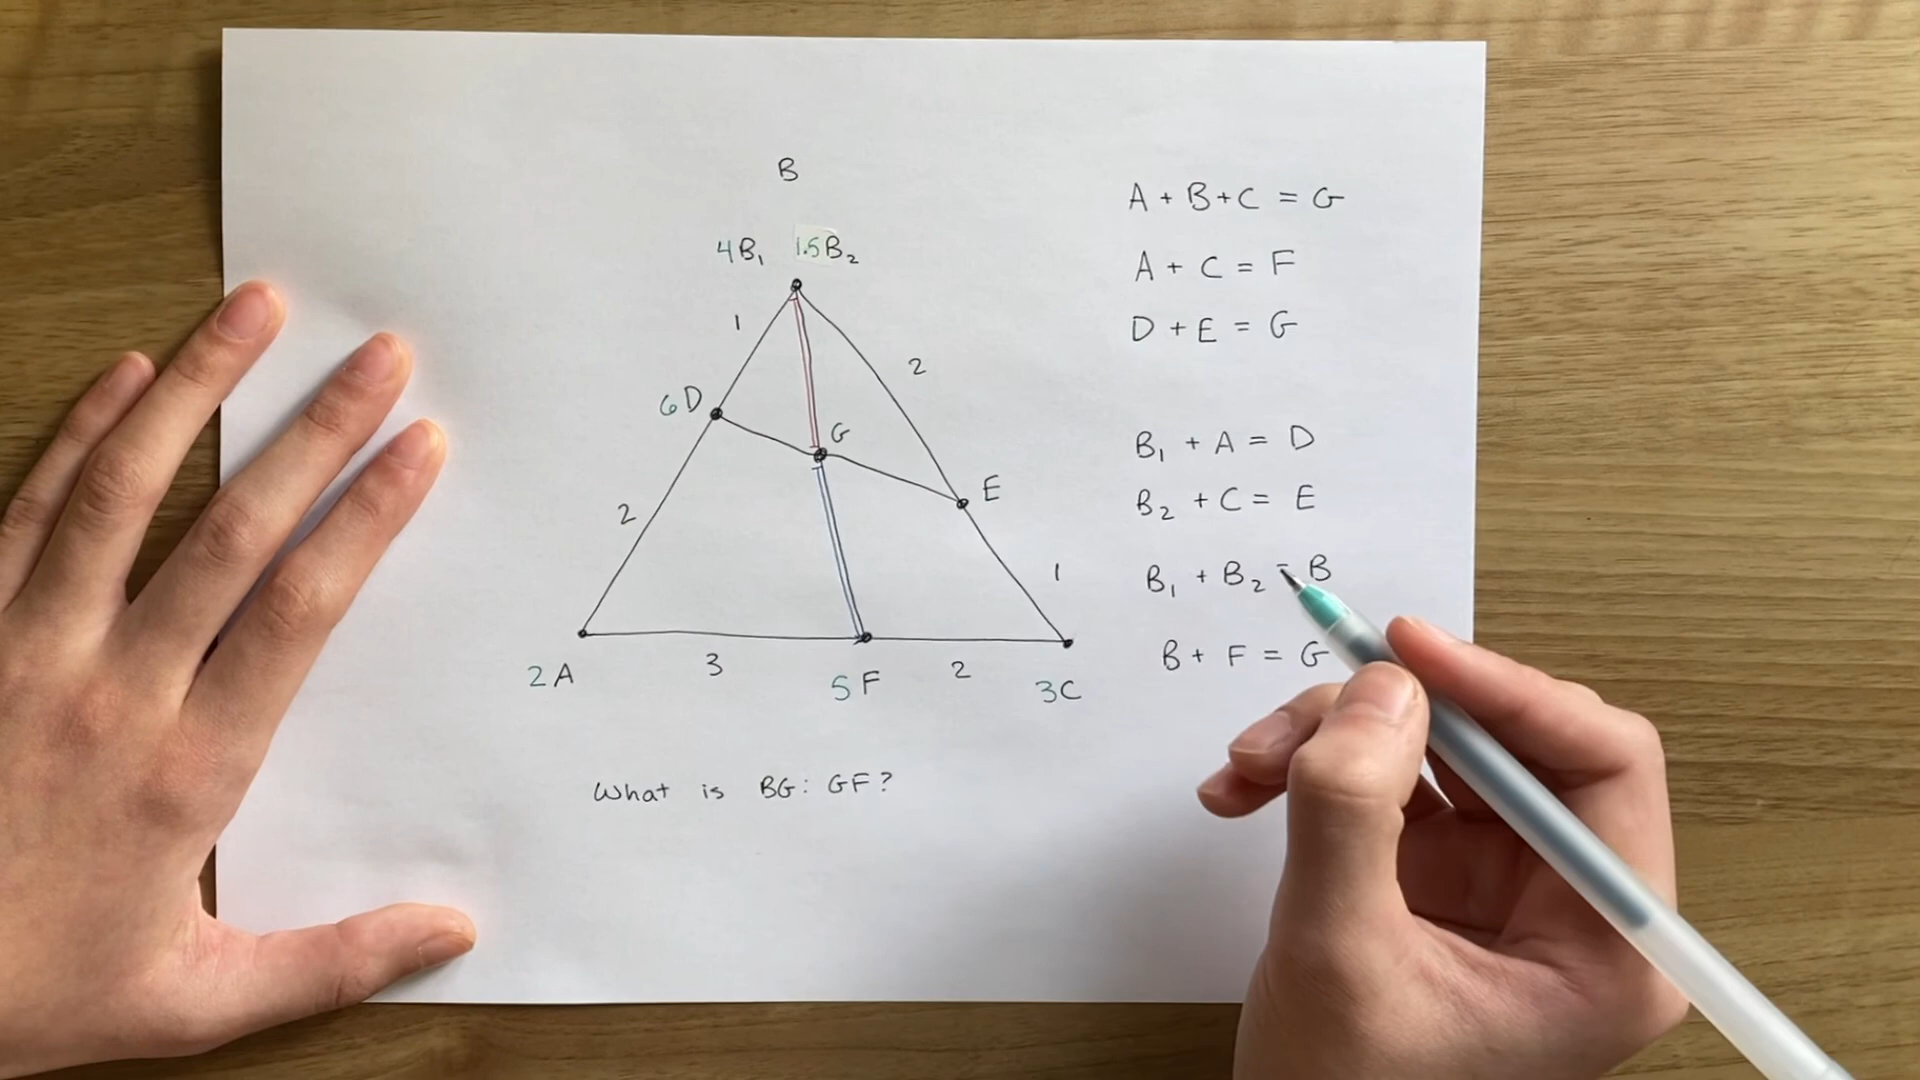 B
4B₁ 1.5B₂
1
2
6D
G
E
2
1
2A
3
5F
2
3C
What is BG: GF?
A + B + C = G
A + C = F
D + E = G
B₁ + A = D
B₂ + C = E
B₁ + B₂ = B
B + F = G